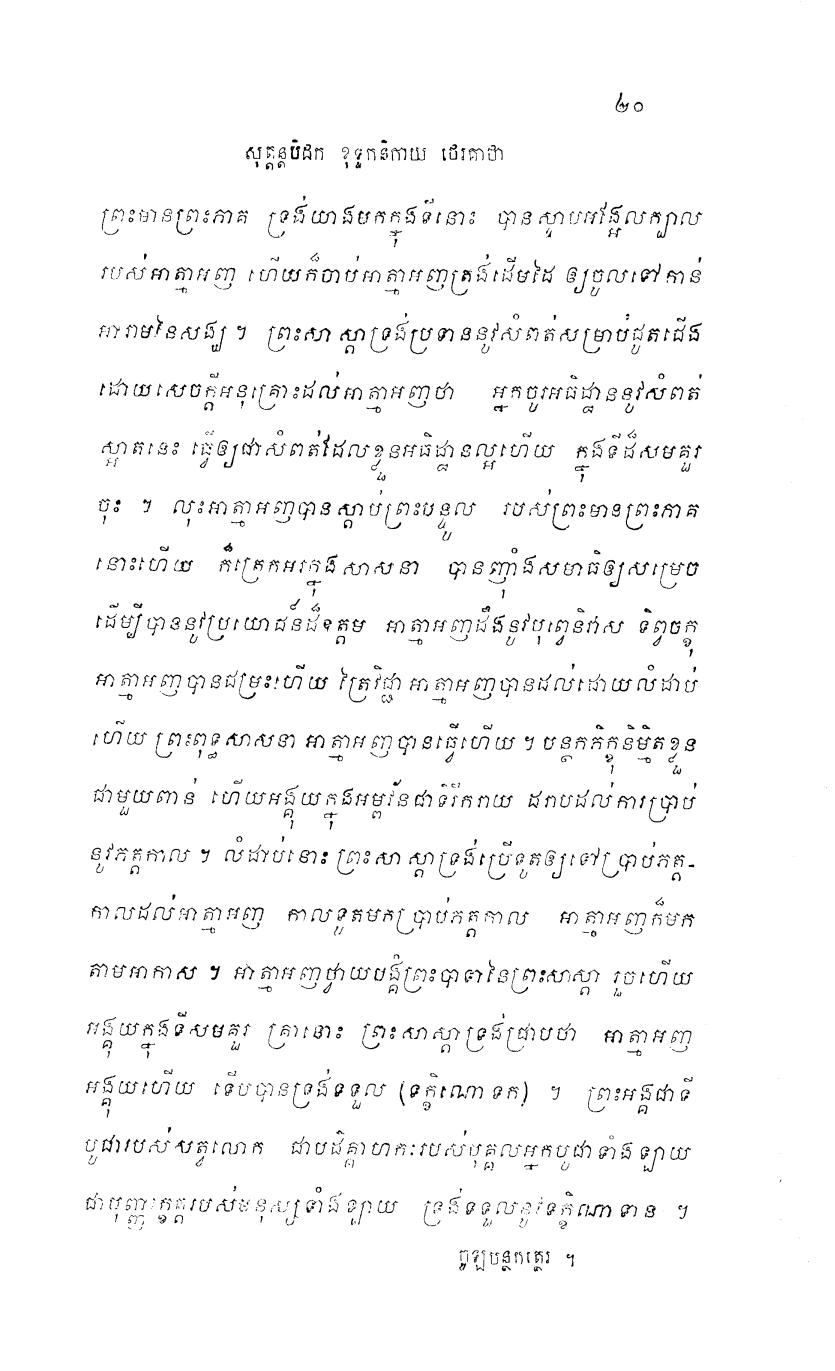 ២០
សុត្តន្តបិដក ខុទ្ទកនិកាយ ថេរគាថា
ព្រះមានព្រះភាគ ទ្រង់យាងមកក្នុងទីនោះ បានស្ទាបអង្អែលក្បាល
របស់អាត្មាអញ ហើយក៏ចាប់អាត្មាអញត្រង់ដើមដៃ ឲ្យចូលទៅកាន់
អារាមនៃសង្ឃ ។ ព្រះសាស្តាទ្រង់ប្រទាននូវសំពត់សម្រាប់ជូតជើង
ដោយសេចក្តីអនុគ្រោះដល់អាត្មាអញថា អ្នកចូរអធិដ្ឋាននូវសំពត់
ស្អាតនេះ ធ្វើឲ្យជាសំពត់ដែលខ្លួនអធិដ្ឋានល្អហើយ ក្នុងទីដ៏សមគួរ
ចុះ ។ លុះអាត្មាអញបានស្តាប់ព្រះបន្ទូល របស់ព្រះមានព្រះភាគ
នោះហើយ ក៏ត្រេកអរក្នុងសាសនា បានញុំាងសមាធិឲ្យសម្រេច
ដើម្បីបាននូវប្រយោជន៍ដ៏ឧត្តម អាត្មាអញដឹងនូវបុព្វេនិវាស ទិព្វចក្ខុ
អាត្មាអញបានជម្រះហើយ ត្រៃវិជ្ជា អាត្មាអញបានដល់ដោយលំដាប់
ហើយ ព្រះពុទ្ធសាសនា អាត្មាអញបានធ្វើហើយ ។ បន្ថកភិក្ខុនិម្មិតខ្លួន
ជាមួយពាន់ ហើយអង្គុយក្នុងអម្ពវ័នជាទីរីករាយ ដរាបដល់ការប្រាប់
នូវភត្តកាល ។ លំដាប់នោះ ព្រះសាស្តាទ្រង់ប្រើទូតឲ្យទៅប្រាប់ភត្ត-
កាលដល់អាត្មាអញ កាលទូតមកប្រាប់ភត្តកាល អាត្មាអញក៏មក
តាមអាកាស ។ អាត្មាអញថ្វាយបង្គំព្រះបាទានៃព្រះសាស្តា រួចហើយ
អង្គុយក្នុងទីសមគួរ គ្រានោះ ព្រះសាស្តាទ្រង់ជ្រាបថា អាត្មាអញ
អង្គុយហើយ ទើបបានទ្រង់ទទួល (ទក្ខិណោទក) ។ ព្រះអង្គជាទី
បូជារបស់សត្វលោក ជាបដិគ្គាហកៈរបស់បុគ្គលអ្នកបូជាទាំងឡាយ
ជាបុញ្ញក្ខេត្តរបស់មនុស្សទាំងឡាយ ទ្រង់ទទួលនូវទក្ខិណាទាន ។
ចូឡបន្ថកត្ថេរ ។